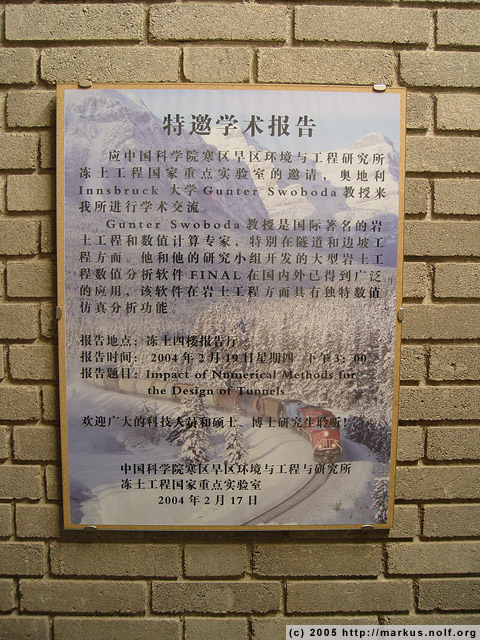 特邀学术报告
应中国科学院寒区旱区环境与工程研究所
冻土工程国家重点实验室的邀请，奥地利
Innsbruck 大学 Gunter Swoboda 教授来
我所进行学术交流。
Gunter Swoboda 教授是国际著名的岩
土工程和数值计算专家，特别在隧道和边坡工
程方面。他和他的研究小组开发的大型岩土工
程数值分析软件 FINAL 在国内外已得到广泛
的应用，该软件在岩土工程方面具有独特数值
仿真分析功能。
报告地点：冻土四楼报告厅
报告时间：2004 年 2 月 19 日星期四 下午 3：00
报告题目：Impact of Numerical Methods for
the Design of Tunnels
欢迎广大的科技人员和硕士、博士研究生聆听！
中国科学院寒区旱区环境与工程与研究所
冻土工程国家重点实验室
2004 年 2 月 17 日
(c) 2005 http://markus.nolf.org